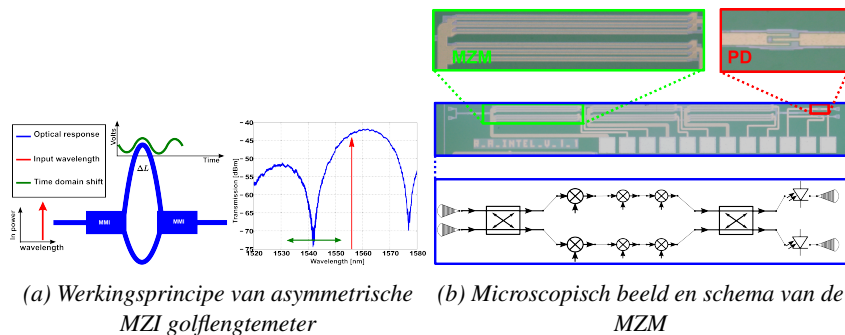 MZM
PD
Optical response
Input wavelength
Time domain shift
Volts
Time
ΔL
MMI
MMI
In power
wavelength
Transmission [dBm]
−40
−45
−50
−55
−60
−65
−70
−75
1520
1530
1540
1550
1560
1570
1580
Wavelength [nm]
(a) Werkingsprincipe van asymmetrische
MZI golflengtemeter
(b) Microscopisch beeld en schema van de
MZM